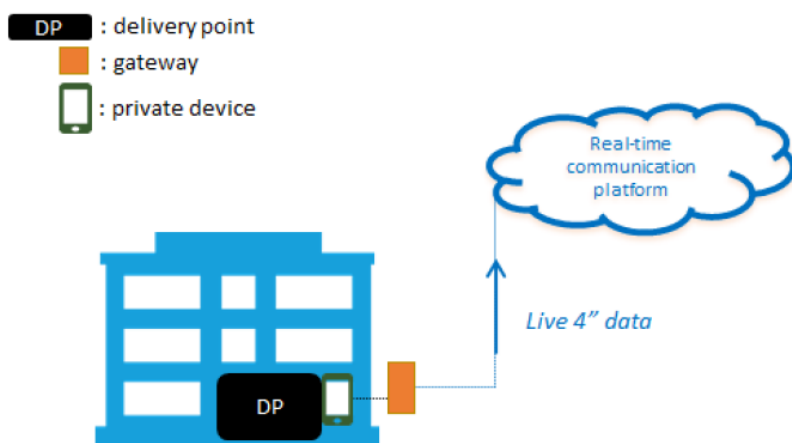 DP : delivery point
: gateway
: private device
Real-time
communication
platform
Live 4” data
DP